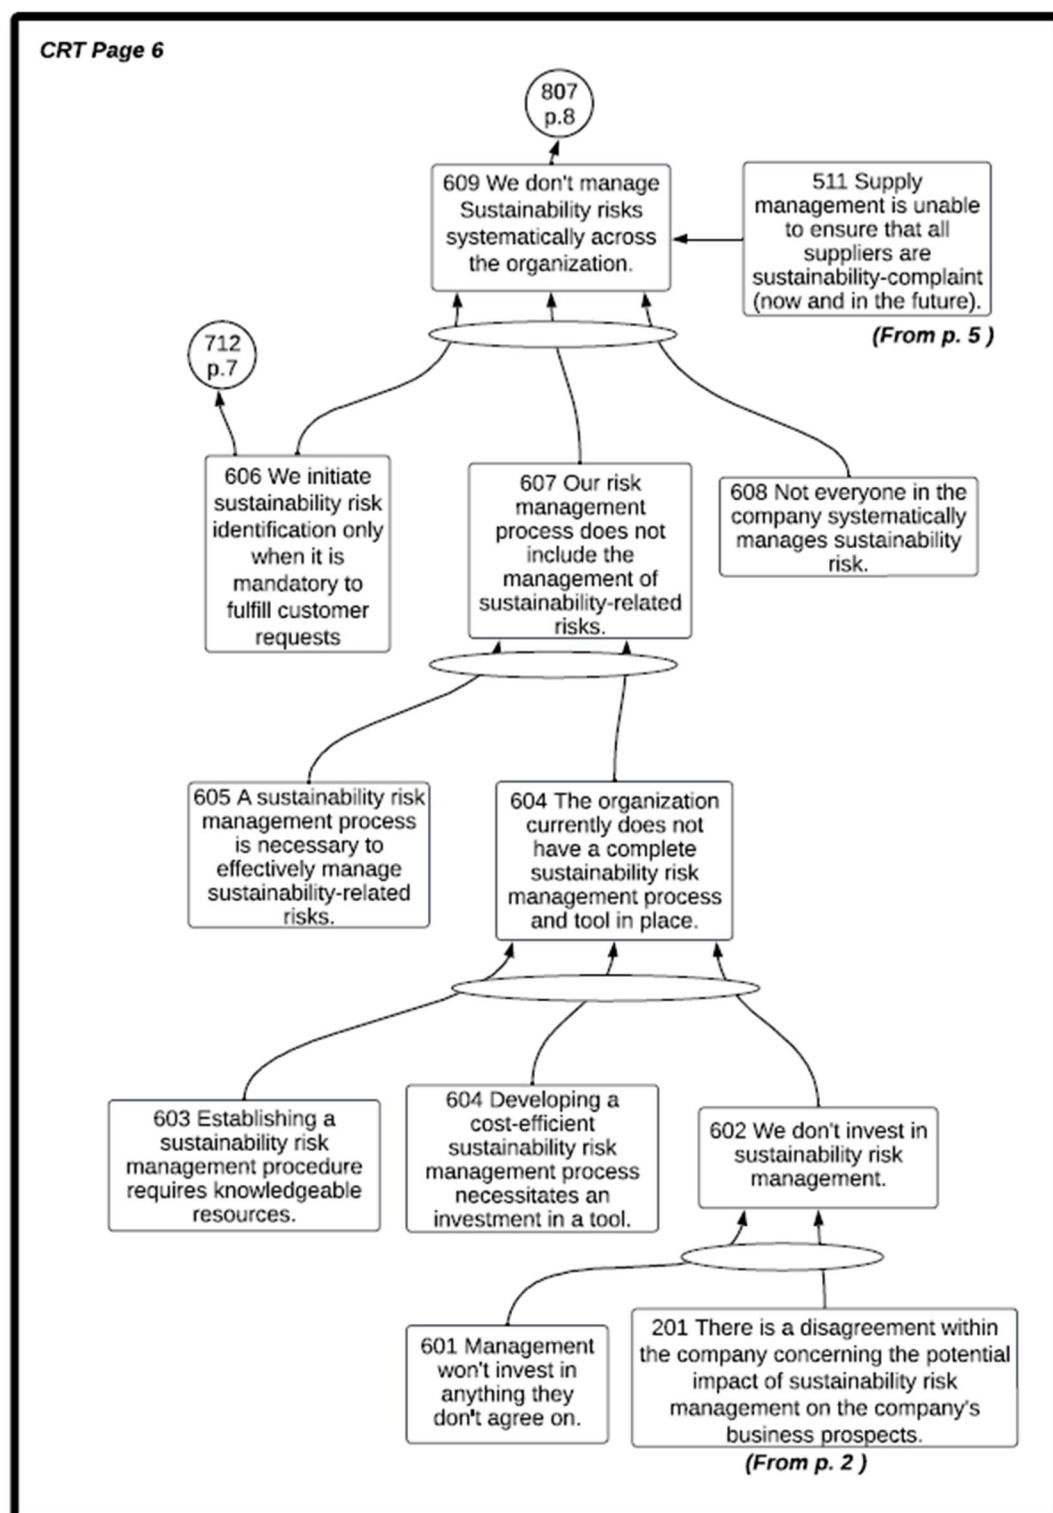 CRT Page 6
807
p.8
609 We don't manage
Sustainability risks
systematically across
the organization.
511 Supply
management is unable
to ensure that all
suppliers are
sustainability-complaint
(now and in the future).
(From p. 5 )
712
p.7
606 We initiate
sustainability risk
identification only
when it is
mandatory to
fulfill customer
requests
607 Our risk
management
process does not
include the
management of
sustainability-related
risks.
608 Not everyone in the
company systematically
manages sustainability
risk.
605 A sustainability risk
management process
is necessary to
effectively manage
sustainability-related
risks.
604 The organization
currently does not
have a complete
sustainability risk
management process
and tool in place.
603 Establishing a
sustainability risk
management procedure
requires knowledgeable
resources.
604 Developing a
cost-efficient
sustainability risk
management process
necessitates an
investment in a tool.
602 We don't invest in
sustainability risk
management.
601 Management
won't invest in
anything they
don't agree on.
201 There is a disagreement within
the company concerning the potential
impact of sustainability risk
management on the company's
business prospects.
(From p. 2 )